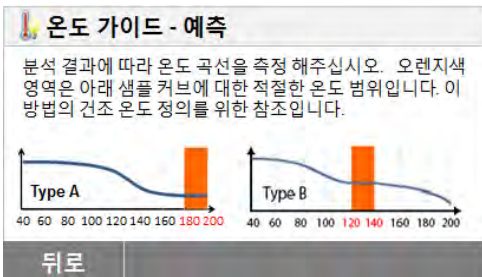 온도 가이드 - 예측
분석 결과에 따라 온도 곡선을 측정 해주십시오. 오렌지색
영역은 아래 샘플 커브에 대한 적절한 온도 범위입니다. 이
방법의 건조 온도 정의를 위한 참조입니다.
Type A
40 60 80 100 120 140 160 180 200
Type B
40 60 80 100 120 140 160 180 200
뒤로